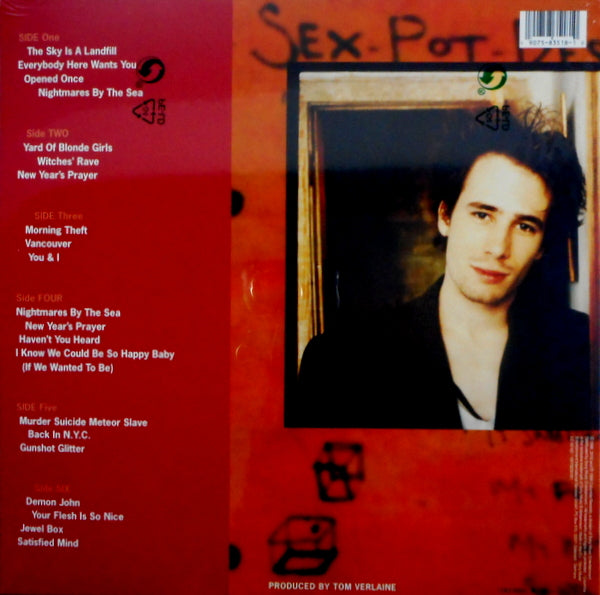 SIDE One
The Sky Is A Landfill
Everybody Here Wants You
Opened Once
Nightmares By The Sea
Side TWO
Yard Of Blonde Girls
Witches' Rave
New Year's Prayer
SIDE Three
Morning Theft
Vancouver
You & I
Side FOUR
Nightmares By The Sea
New Year's Prayer
Haven't You Heard
I Know We Could Be So Happy Baby
(If We Wanted To Be)
SIDE Five
Murder Suicide Meteor Slave
Back In N.Y.C.
Gunshot Glitter
Side SIX
Demon John
Your Flesh Is So Nice
Jewel Box
Satisfied Mind
SEX-POT-
PRODUCED BY TOM VERLAINE